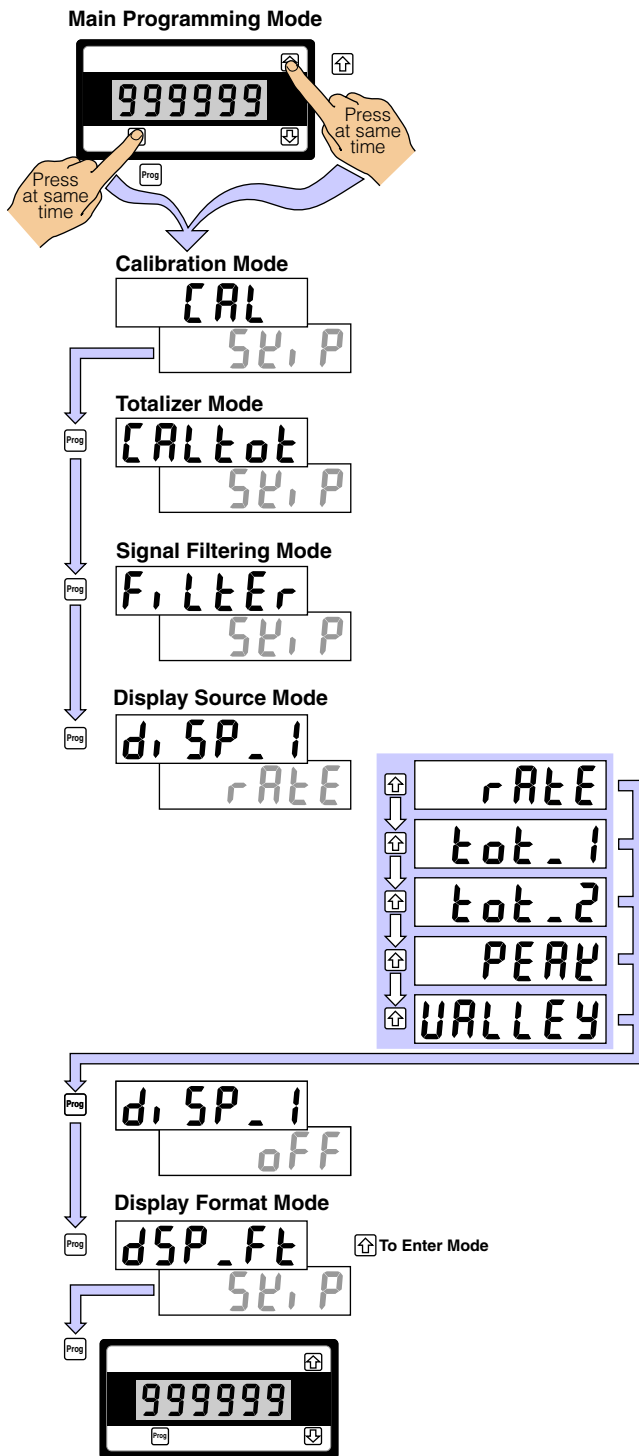 Main Programming Mode
999999
Press
at same
time
Press
at same
time
Prog
Calibration Mode
CAL
SKiP
Totalizer Mode
Prog
CALtot
SKiP
Signal Filtering Mode
Prog
FiLtEr
SKiP
Display Source Mode
Prog
diSP_1
rAtE
rAtE
tot_1
tot_2
PEAK
VALLEY
Prog
diSP_1
oFF
Display Format Mode
Prog
dSP_Ft
To Enter Mode
SKiP
Prog
999999
Prog